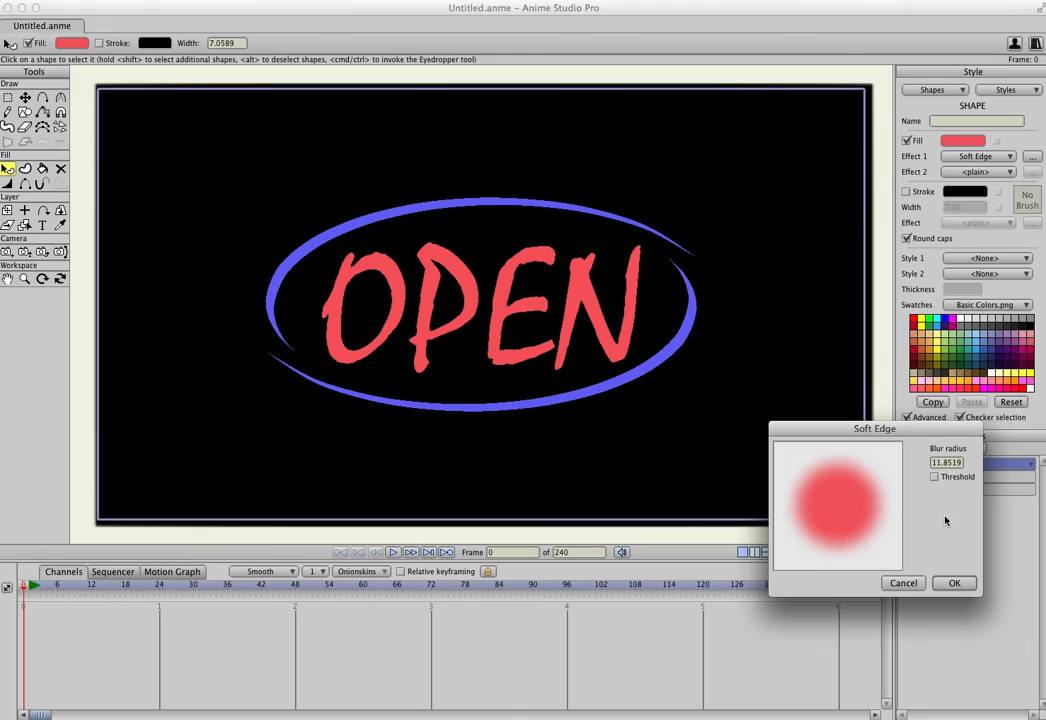 Untitled.anme - Anime Studio Pro
Untitled.anme
Fill: Stroke: Width: 7.0589
Click on a shape to select it (hold <shift> to select additional shapes, <alt> to deselect shapes, <cmd/ctrl> to invoke the Eyedropper tool) Frame: 0
Tools
Draw
Fill
Layer
Camera
Workspace
OPEN
Style
Shapes Styles
SHAPE
Name
Fill
Effect 1 Soft Edge ...
Effect 2 <plain> ...
Stroke
No
Brush
Width 7.06
Effect <plain> ...
Round caps
Style 1 <None>
Style 2 <None>
Thickness
Swatches Basic Colors.png
Copy Paste Reset
Advanced Checker selection
Soft Edge
Blur radius
11.8519
Threshold
Cancel OK
Frame 0 of 240
Channels Sequencer Motion Graph Smooth 1 Onionskins Relative keyframing
0 6 12 18 24 30 36 42 48 54 60 66 72 78 84 90 96 102 108 114 120 126
0 1 2 3 4 5 6